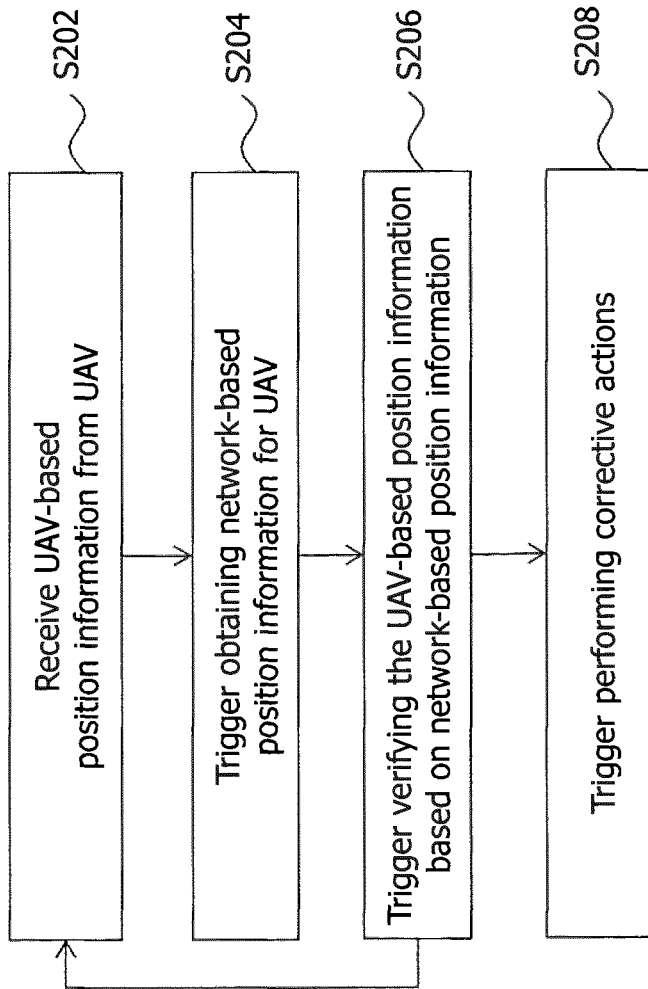 Receive UAV-based
position information from UAV
S202
Trigger obtaining network-based
position information for UAV
S204
Trigger verifying the UAV-based position information
based on network-based position information
S206
Trigger performing corrective actions
S208